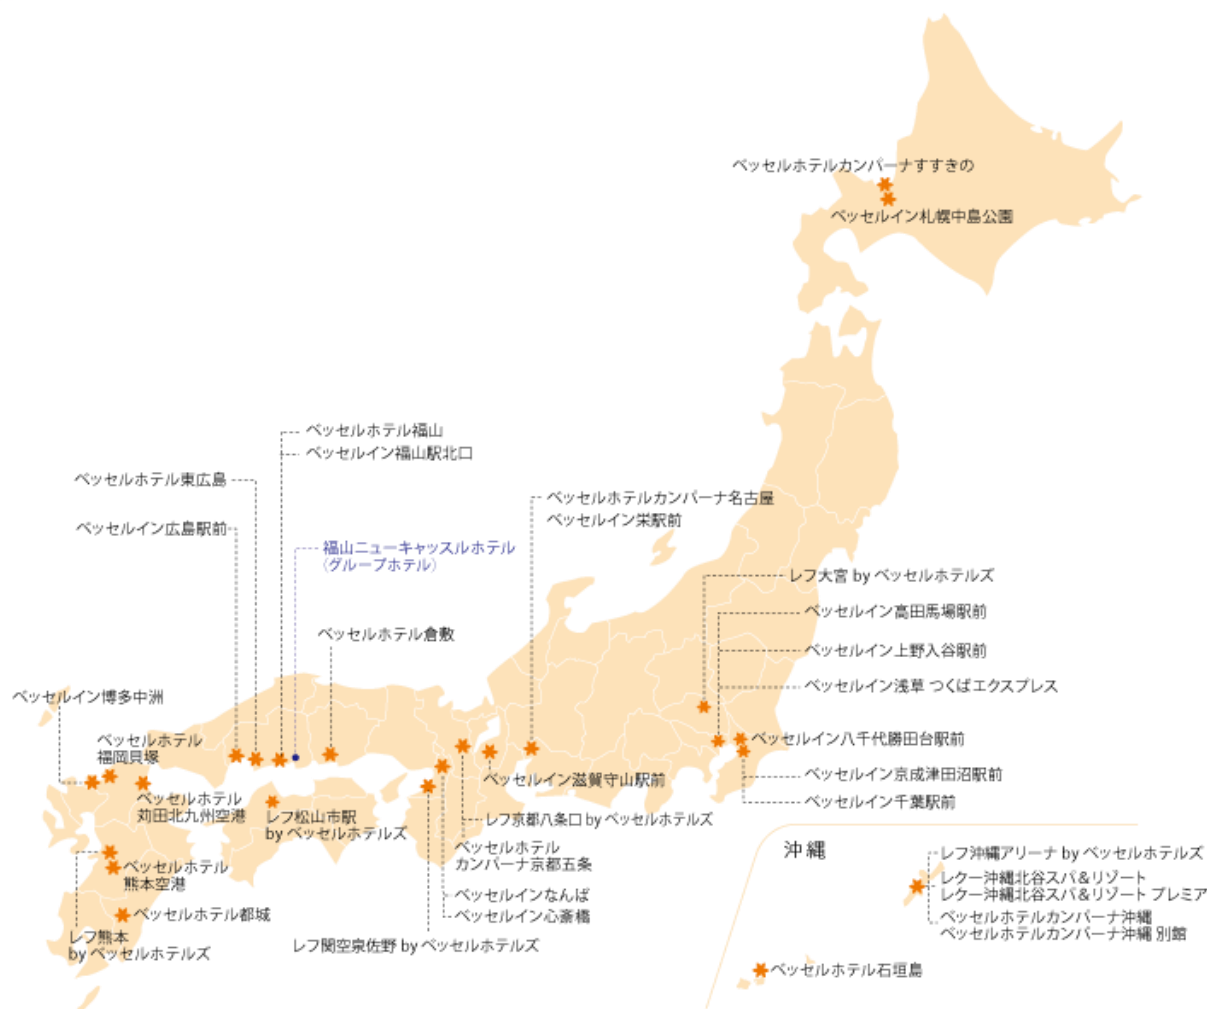 ベッセルホテルカンパーナすすきの
ベッセルイン札幌中島公園
ベッセルホテル福山
ベッセルイン福山駅北口
ベッセルホテル東広島
ベッセルイン広島駅前
ベッセルホテルカンパーナ名古屋
ベッセルイン栄駅前
福山ニューキャッスルホテル
(グループホテル)
レフ大宮 by ベッセルホテルズ
ベッセルイン高田馬場駅前
ベッセルホテル倉敷
ベッセルイン上野入谷駅前
ベッセルイン浅草 つくばエクスプレス
ベッセルイン博多中洲
ベッセルホテル
福岡貝塚
ベッセルイン八千代勝田台駅前
ベッセルイン滋賀守山駅前
ベッセルイン京成津田沼駅前
ベッセルイン千葉駅前
ベッセルホテル
苅田北九州空港
レフ松山市駅
by ベッセルホテルズ
レフ京都八条口 by ベッセルホテルズ
ベッセルホテル
カンパーナ京都五条
ベッセルホテル
熊本空港
ベッセルインなんば
ベッセルイン心斎橋
ベッセルホテル都城
レフ熊本
by ベッセルホテルズ
レフ関空泉佐野 by ベッセルホテルズ
沖縄
レフ沖縄アリーナ by ベッセルホテルズ
レクー沖縄北谷スパ&リゾート
レクー沖縄北谷スパ&リゾート プレミア
ベッセルホテルカンパーナ沖縄
ベッセルホテルカンパーナ沖縄 別館
ベッセルホテル石垣島